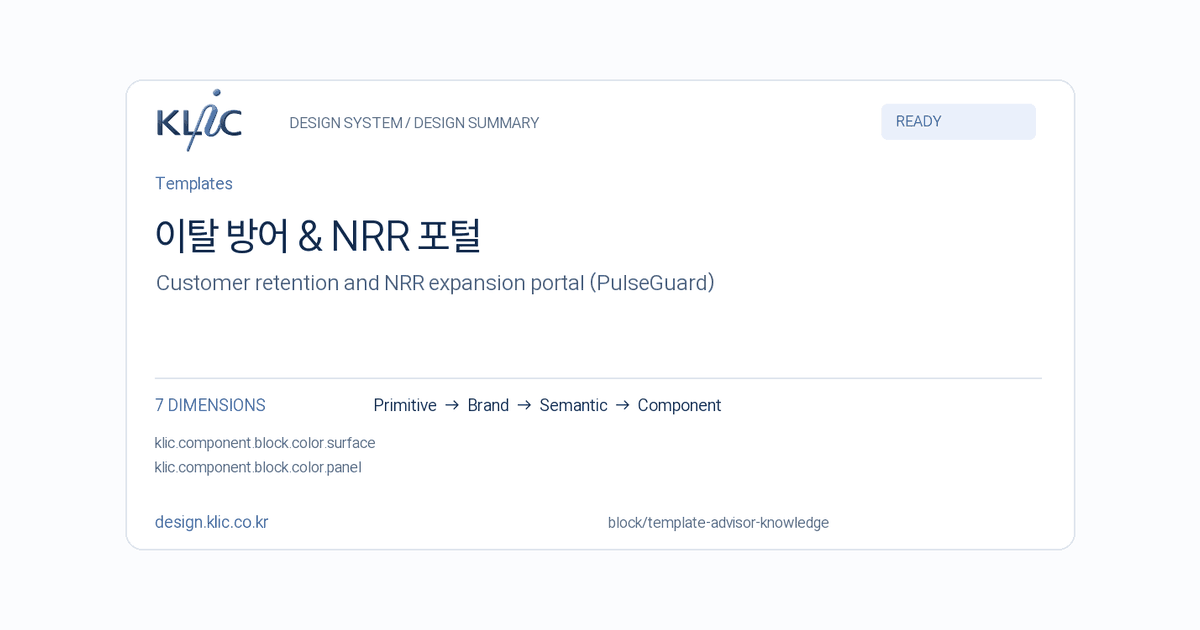 KLiC
DESIGN SYSTEM / DESIGN SUMMARY
READY
Templates
이탈 방어 & NRR 포털
Customer retention and NRR expansion portal (PulseGuard)
7 DIMENSIONS
Primitive → Brand → Semantic → Component
klic.component.block.color.surface
klic.component.block.color.panel
design.klic.co.kr
block/template-advisor-knowledge